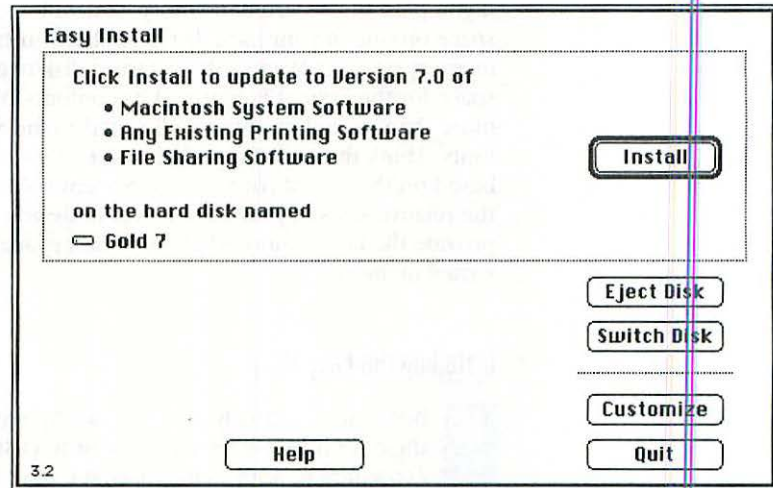 Easy Install
Click Install to update to Version 7.0 of
• Macintosh System Software
• Any Existing Printing Software
• File Sharing Software
Install
on the hard disk named
Gold 7
Eject Disk
Switch Disk
Customize
Help
Quit
3.2